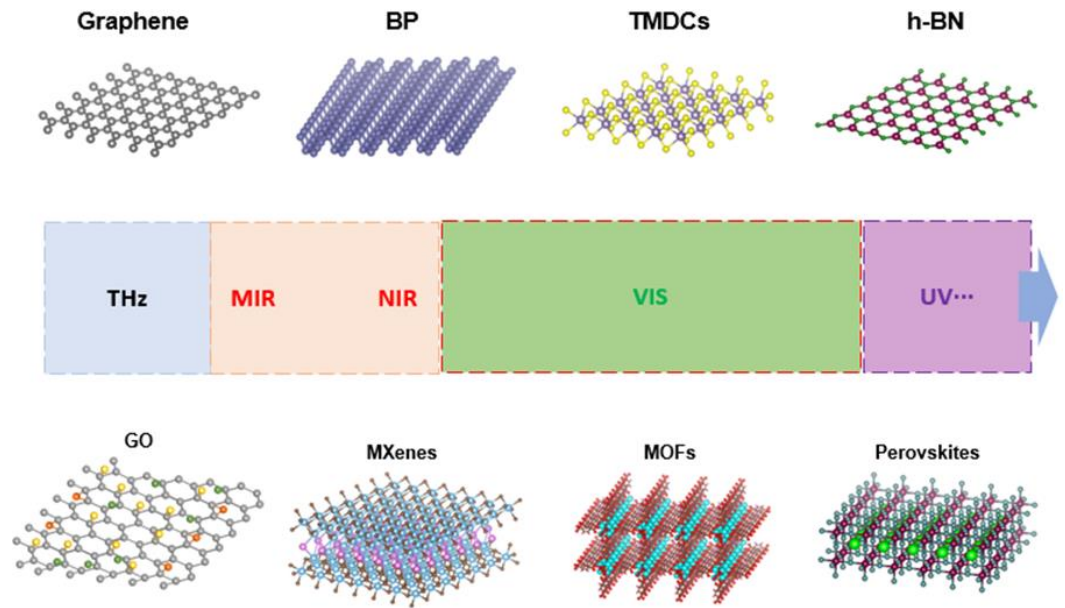 Graphene BP TMDCs h-BN
THz MIR NIR VIS UV···
GO MXenes MOFs Perovskites